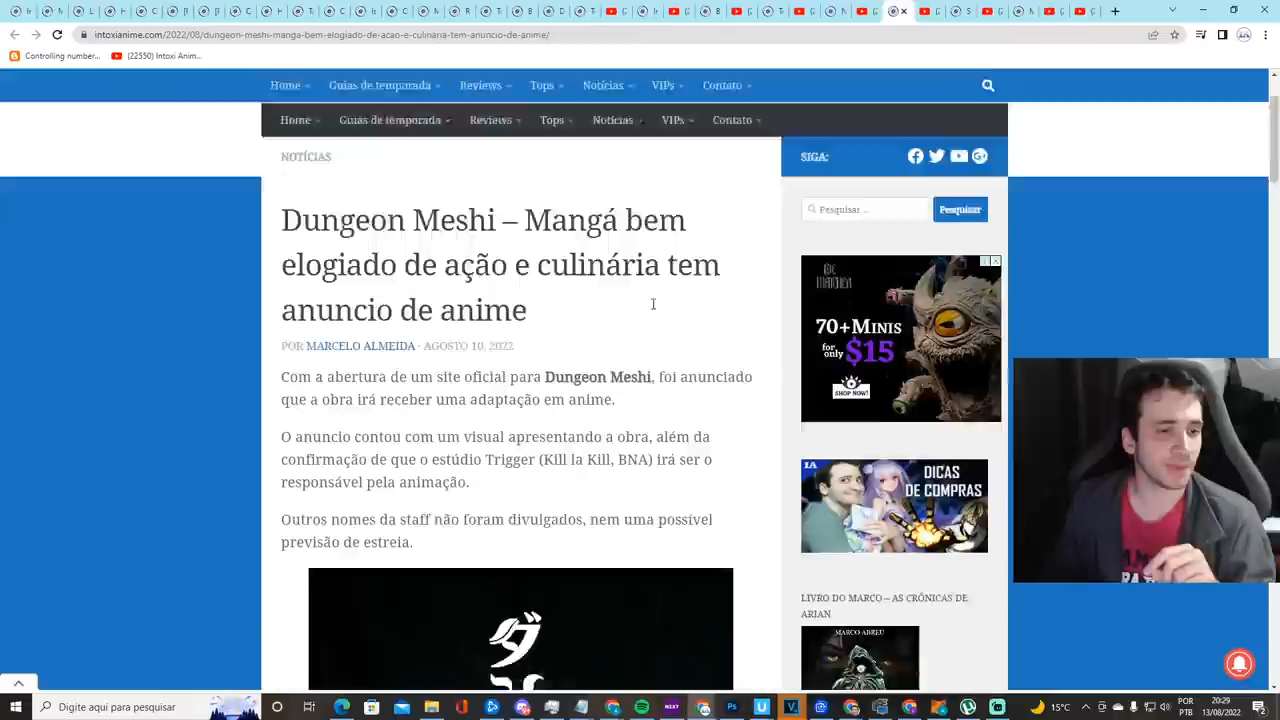 intoxianime.com/2022/08/dungeon-meshi-manga-bem-elogiado-de-acao-e-culinaria-tem-anuncio-de-anime/
Controlling number...
(22550) Intoxi Anim...
Home
Guias de temporada
Reviews
Tops
Notícias
VIPs
Contato
Home
Guias de temporada
Reviews
Tops
Notícias
VIPs
Contato
NOTÍCIAS
SIGA:
Dungeon Meshi – Mangá bem
elogiado de ação e culinária tem
anuncio de anime
POR MARCELO ALMEIDA · AGOSTO 10, 2022
Com a abertura de um site oficial para Dungeon Meshi, foi anunciado
que a obra irá receber uma adaptação em anime.
O anuncio contou com um visual apresentando a obra, além da
confirmação de que o estúdio Trigger (Kill la Kill, BNA) irá ser o
responsável pela animação.
Outros nomes da staff não foram divulgados, nem uma possível
previsão de estreia.
Pesquisas ...
Pesquisar
70+MINIS
for only $15
SHOP NOW!
IA
DICAS
DE COMPRAS
LIVRO DO MARCO – AS CRÔNICAS DE
ARIAN
MARCO ABREU
Digite aqui para pesquisar
NEXT
15°C
POR
PTB
20:29
13/08/2022